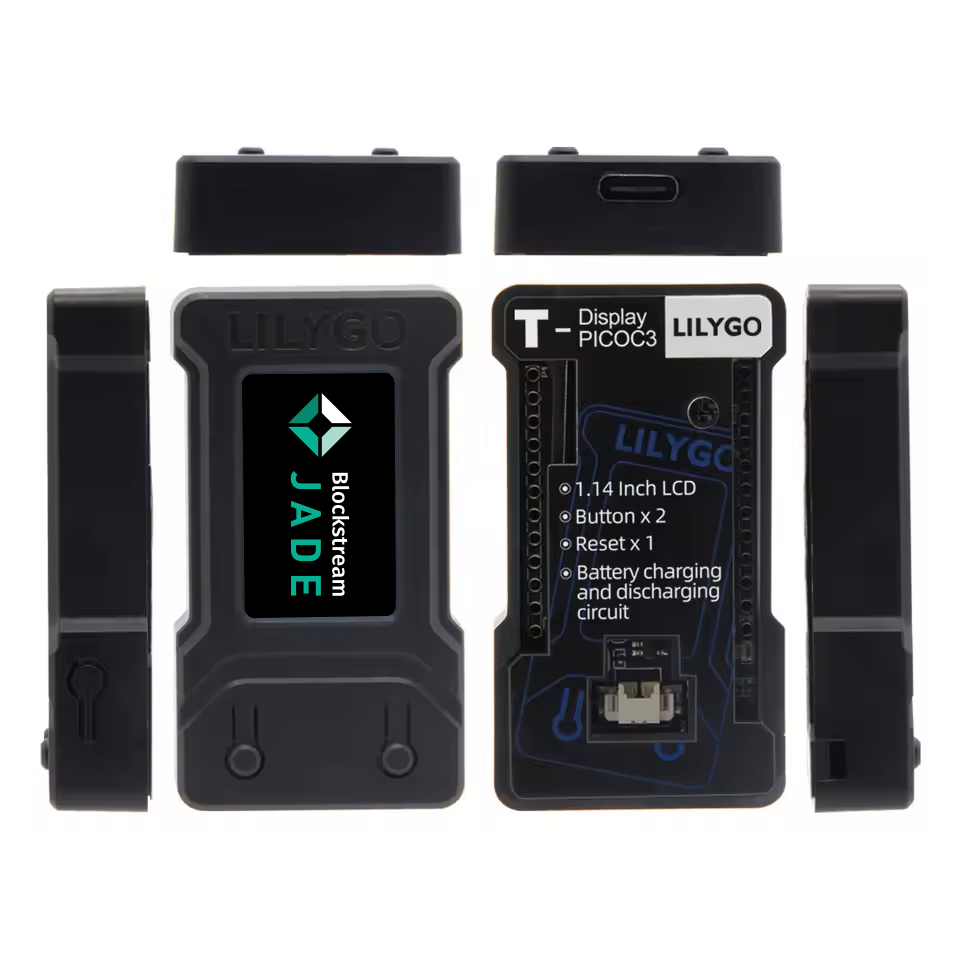 LILYGO
Blockstream
JADE
T - Display
PICOC3
LILYGO
LILYGO
1.14 Inch LCD
Button x 2
Reset x 1
Battery charging
and discharging
circuit